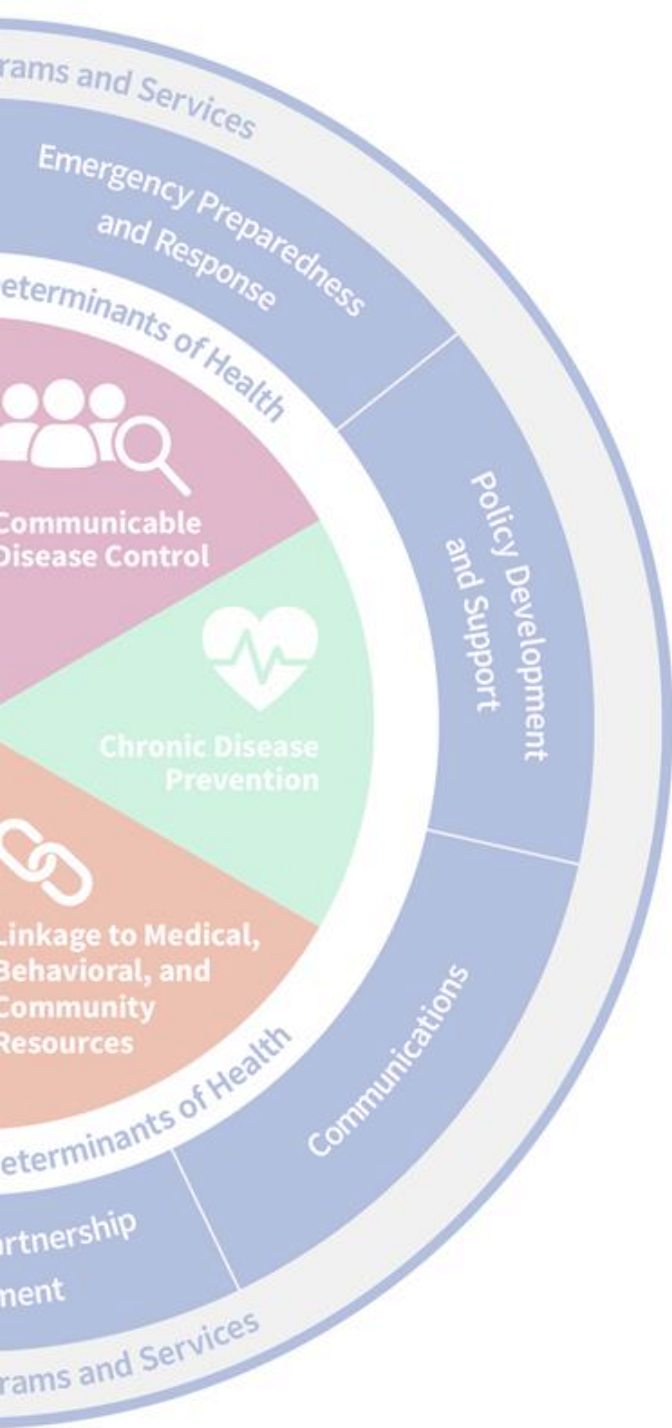 rams and Services
Emergency Preparedness
and Response
eterminants of Health
Communicable
Disease Control
Policy Development
and Support
Chronic Disease
Prevention
Linkage to Medical,
Behavioral, and
Community
Resources
Communications
eterminants of Health
artnership
ment
rams and Services